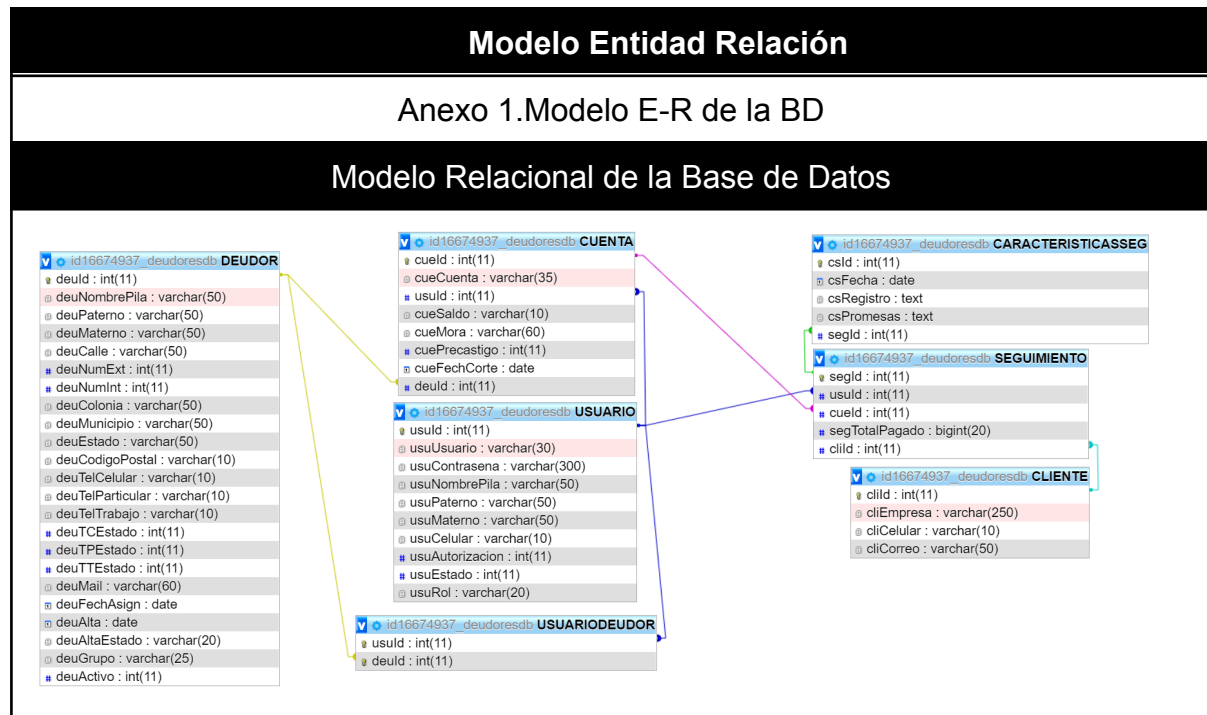 Modelo Entidad Relación
Anexo 1.Modelo E-R de la BD
Modelo Relacional de la Base de Datos
id16674937_deudoresdb DEUDOR
deuId : int(11)
deuNombrePila : varchar(50)
deuPaterno : varchar(50)
deuMaterno : varchar(50)
deuCalle : varchar(50)
deuNumExt : int(11)
deuNumInt : int(11)
deuColonia : varchar(50)
deuMunicipio : varchar(50)
deuEstado : varchar(50)
deuCodigoPostal : varchar(10)
deuTelCelular : varchar(10)
deuTelParticular : varchar(10)
deuTelTrabajo : varchar(10)
deuTCEstado : int(11)
deuTPEstado : int(11)
deuTTEstado : int(11)
deuMail : varchar(60)
deuFechAsign : date
deuAlta : date
deuAltaEstado : varchar(20)
deuGrupo : varchar(25)
deuActivo : int(11)
id16674937_deudoresdb CUENTA
cueId : int(11)
cueCuenta : varchar(35)
usuId : int(11)
cueSaldo : varchar(10)
cueMora : varchar(60)
cuePrecastigo : int(11)
cueFechCorte : date
deuId : int(11)
id16674937_deudoresdb USUARIO
usuId : int(11)
usuUsuario : varchar(30)
usuContrasena : varchar(300)
usuNombrePila : varchar(50)
usuPaterno : varchar(50)
usuMaterno : varchar(50)
usuCelular : varchar(10)
usuAutorizacion : int(11)
usuEstado : int(11)
usuRol : varchar(20)
id16674937_deudoresdb USUARIODEUDOR
usuId : int(11)
deuId : int(11)
id16674937_deudoresdb CARACTERISTICASSEG
csId : int(11)
csFecha : date
csRegistro : text
csPromesas : text
segId : int(11)
id16674937_deudoresdb SEGUIMIENTO
segId : int(11)
usuId : int(11)
cueId : int(11)
segTotalPagado : bigint(20)
cliId : int(11)
id16674937_deudoresdb CLIENTE
cliId : int(11)
cliEmpresa : varchar(250)
cliCelular : varchar(10)
cliCorreo : varchar(50)